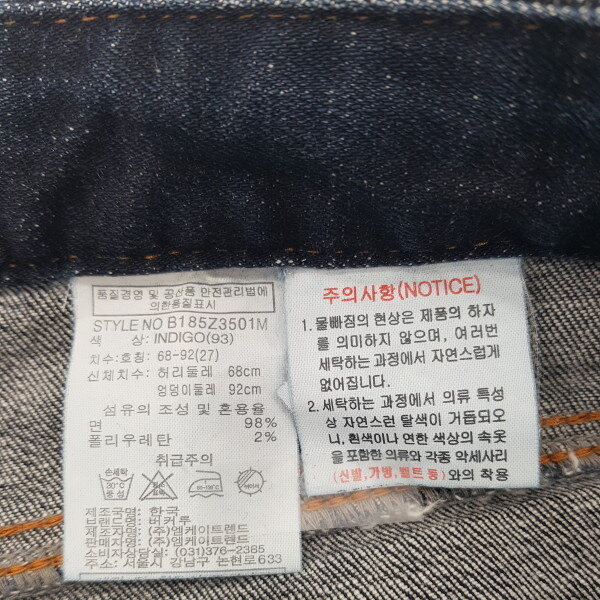 품질경영 및 공산품 안전관리법에
의한품질표시
STYLE NO B185Z3501M
색 상: INDIGO(93)
치수:호칭: 68-92(27)
신체치수: 허리둘레 68cm
엉덩이둘레 92cm
섬유의 조성 및 혼용율
면 98%
폴리우레탄 2%
취급주의
손세탁
30℃
중성
제조국명: 한국
브랜드명: 버커루
제조자명: (주)엠케이트렌드
판매자명: (주)엠케이트렌드
소비자상담실: (031)376-2385
주소: 서울시 강남구 논현로633
주의사항(NOTICE)
1. 물빠짐의 현상은 제품의 하자
를 의미하지 않으며, 여러번
세탁하는 과정에서 자연스럽게
없어집니다.
2. 세탁하는 과정에서 의류 특성
상 자연스런 탈색이 거듭되오
니, 흰색이나 연한 색상의 속옷
을 포함한 의류와 각종 악세사리
(신발,가방,벨트 등)와의 착용